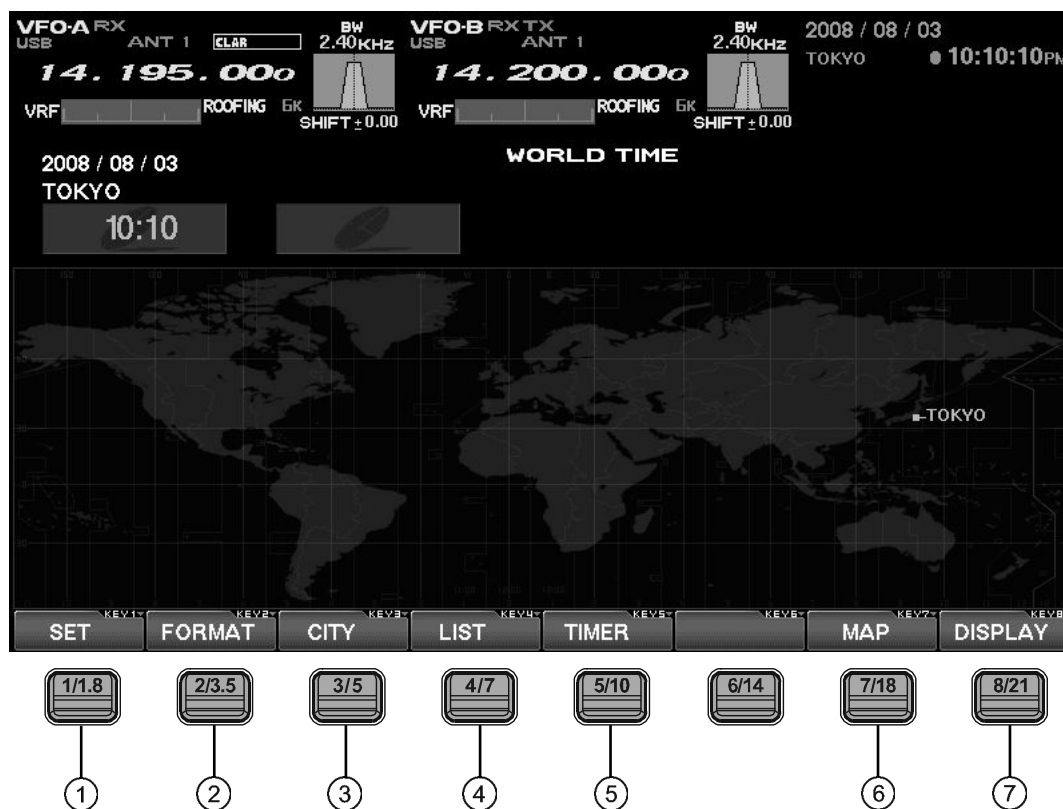 VFO-A RX
USB ANT 1 CLAR
BW
2.40KHz
14.195.000
VRF ROOFING 6K
SHIFT±0.00
VFO-B RX TX
USB ANT 1
BW
2.40KHz
14.200.000
VRF ROOFING 6K
SHIFT±0.00
2008 / 08 / 03
TOKYO 10:10:10PM
WORLD TIME
2008 / 08 / 03
TOKYO
10:10
TOKYO
KEY1 KEY2 KEY3 KEY4 KEY5 KEY6 KEY7 KEY8
SET FORMAT CITY LIST TIMER MAP DISPLAY
1/1.8 2/3.5 3/5 4/7 5/10 6/14 7/18 8/21
1 2 3 4 5 6 7